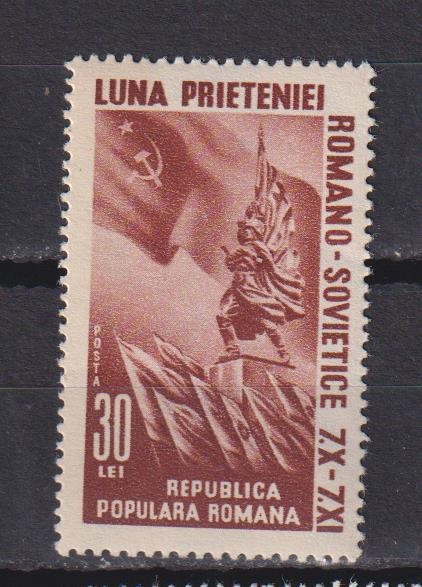 LUNA PRIETENIEI
ROMANO-SOVIETICE 7.X-7.XI
POSTA
30
LEI
REPUBLICA
POPULARA ROMANA